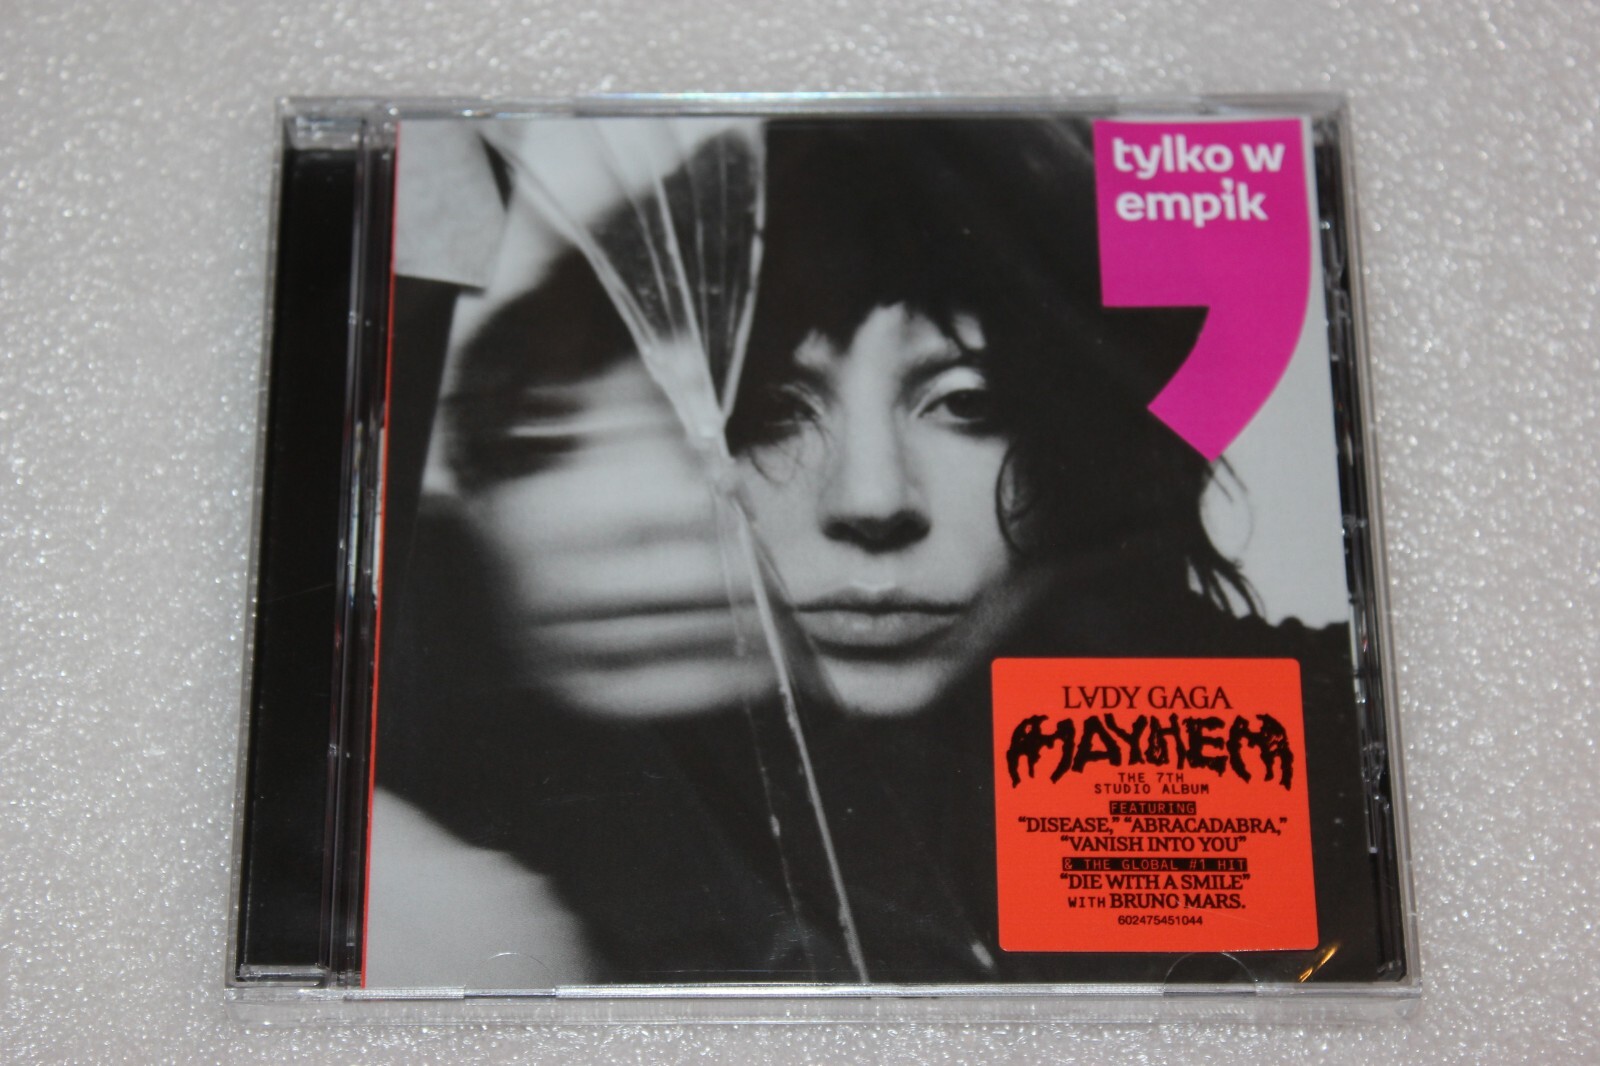 tylko w
empik
LADY GAGA
MAYHEM
THE 7TH
STUDIO ALBUM
FEATURING
“DISEASE,” “ABRACADABRA,”
“VANISH INTO YOU”
& THE GLOBAL #1 HIT
“DIE WITH A SMILE”
WITH BRUNO MARS.
602475451044